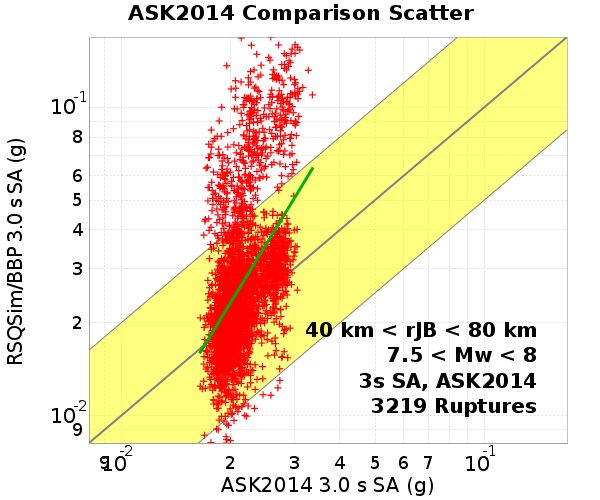 ASK2014 Comparison Scatter
RSQSim/BBP 3.0 s SA (g)
10-1
8
6
5
4
3
2
10-2
9
40 km < rJB < 80 km
7.5 < Mw < 8
3s SA, ASK2014
3219 Ruptures
9 10-2 2 3 4 5 6 7 10-1
ASK2014 3.0 s SA (g)